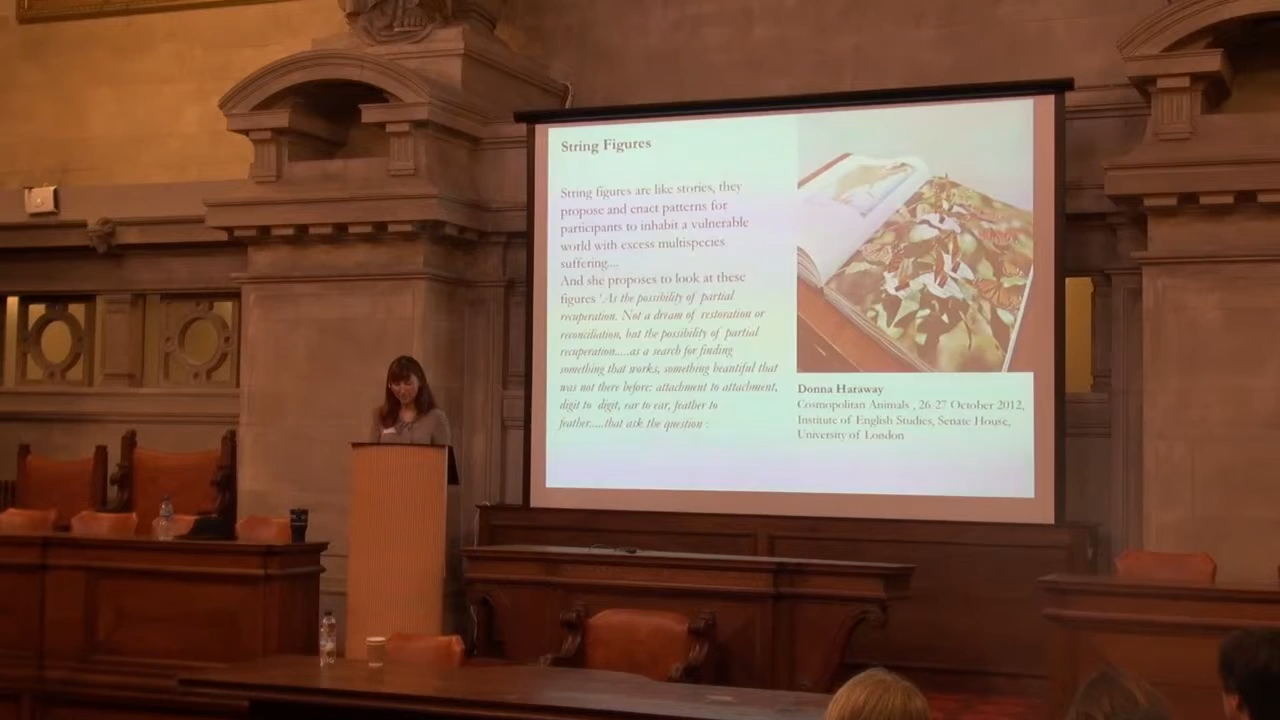 String Figures
String figures are like stories, they
propose and enact patterns for
participants to inhabit a vulnerable
world with excess multispecies
suffering....
And she proposes to look at these
figures 'As the possibility of partial
recuperation. Not a dream of restoration or
reconciliation, but the possibility of partial
recuperation.....as a search for finding
something that works, something beautiful that
was not there before: attachment to attachment,
digit to digit, ear to ear, feather to
feather.....that ask the question :
Donna Haraway
Cosmopolitan Animals , 26-27 October 2012,
Institute of English Studies, Senate House,
University of London